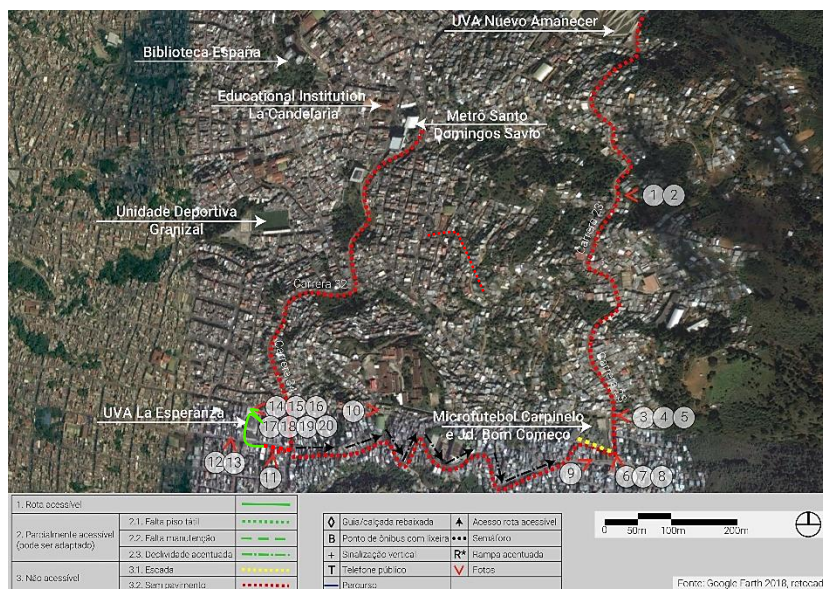 UVA Nuevo Amanecer
Biblioteca España
Educational Institution
La Candelaria
Metrô Santo
Domingos Savio
1 2
Unidade Deportiva
Granizal
Carrera 23
Carrera 32
UVA La Esperanza
14 15 16
10
17 18 19 20
Microfutebol Carpinelo
e Jd. Bom Começo
3 4 5
12 13
11
9
6 7 8
1. Rota acessível
2. Parcialmente acessível
(pode ser adaptado)
2.1. Falta piso tátil
2.2. Falta manutenção
2.3. Declividade acentuada
3. Não acessível
3.1. Escada
3.2. Sem pavimento
Guia/calçada rebaixada
B Ponto de ônibus com lixeira
+ Sinalização vertical
T Telefone público
Percurso
Acesso rota acessível
Semáforo
R* Rampa acentuada
Fotos
0 50m 100m 200m
Fonte: Google Earth 2018, retocad